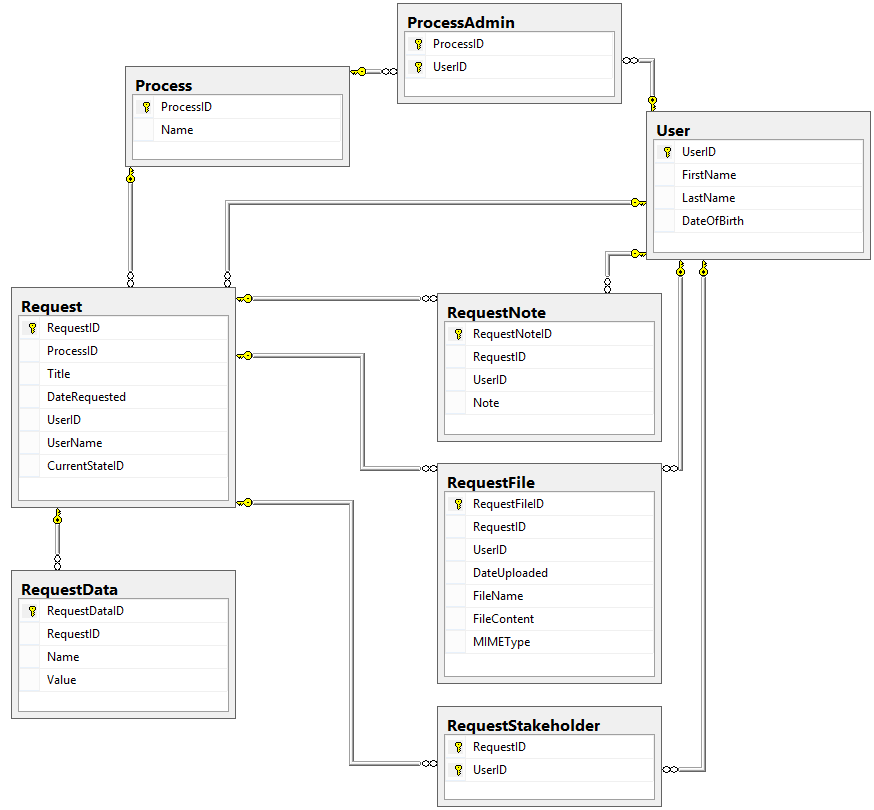 ProcessAdmin
ProcessID
UserID
Process
ProcessID
Name
User
UserID
FirstName
LastName
DateOfBirth
Request
RequestID
ProcessID
Title
DateRequested
UserID
UserName
CurrentStateID
RequestNote
RequestNoteID
RequestID
UserID
Note
RequestFile
RequestFileID
RequestID
UserID
DateUploaded
FileName
FileContent
MIMEType
RequestData
RequestDataID
RequestID
Name
Value
RequestStakeholder
RequestID
UserID